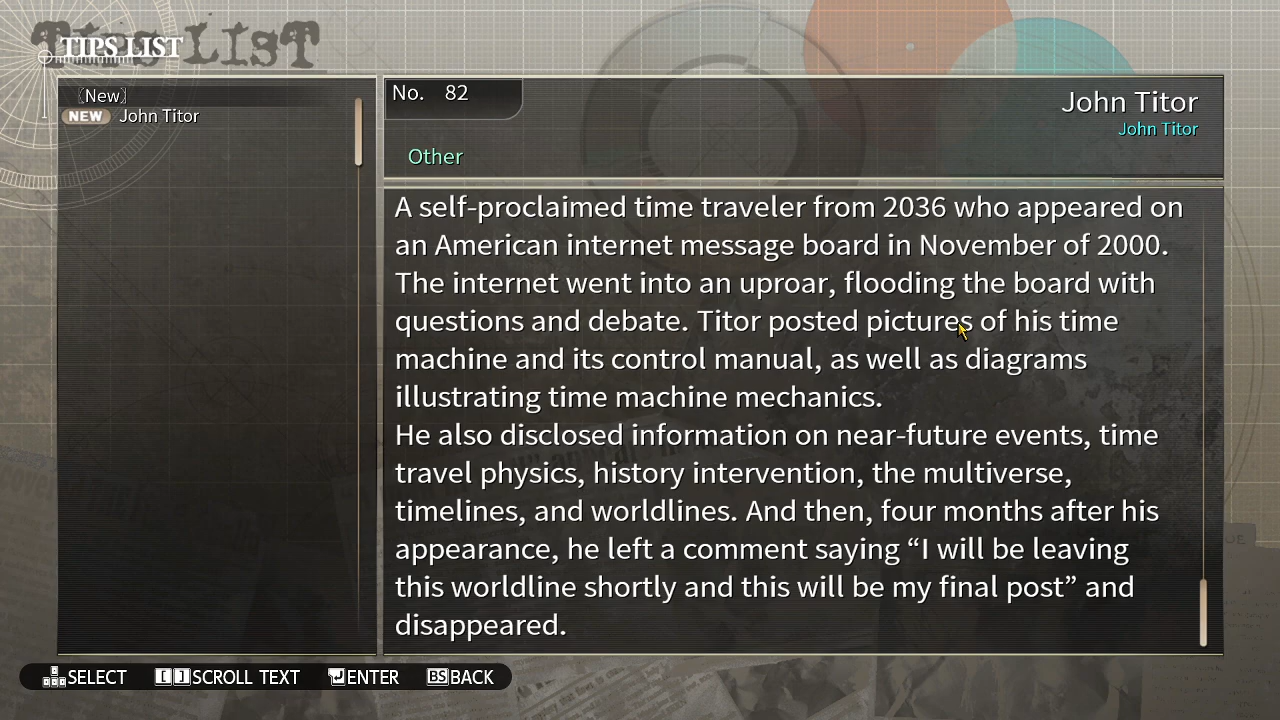 TIPS LIST
TIPS LIST
〔New〕
NEW John Titor
No. 82
John Titor
John Titor
Other
A self-proclaimed time traveler from 2036 who appeared on
an American internet message board in November of 2000.
The internet went into an uproar, flooding the board with
questions and debate. Titor posted pictures of his time
machine and its control manual, as well as diagrams
illustrating time machine mechanics.
He also disclosed information on near-future events, time
travel physics, history intervention, the multiverse,
timelines, and worldlines. And then, four months after his
appearance, he left a comment saying “I will be leaving
this worldline shortly and this will be my final post” and
disappeared.
SELECT [ ] SCROLL TEXT ENTER BS BACK